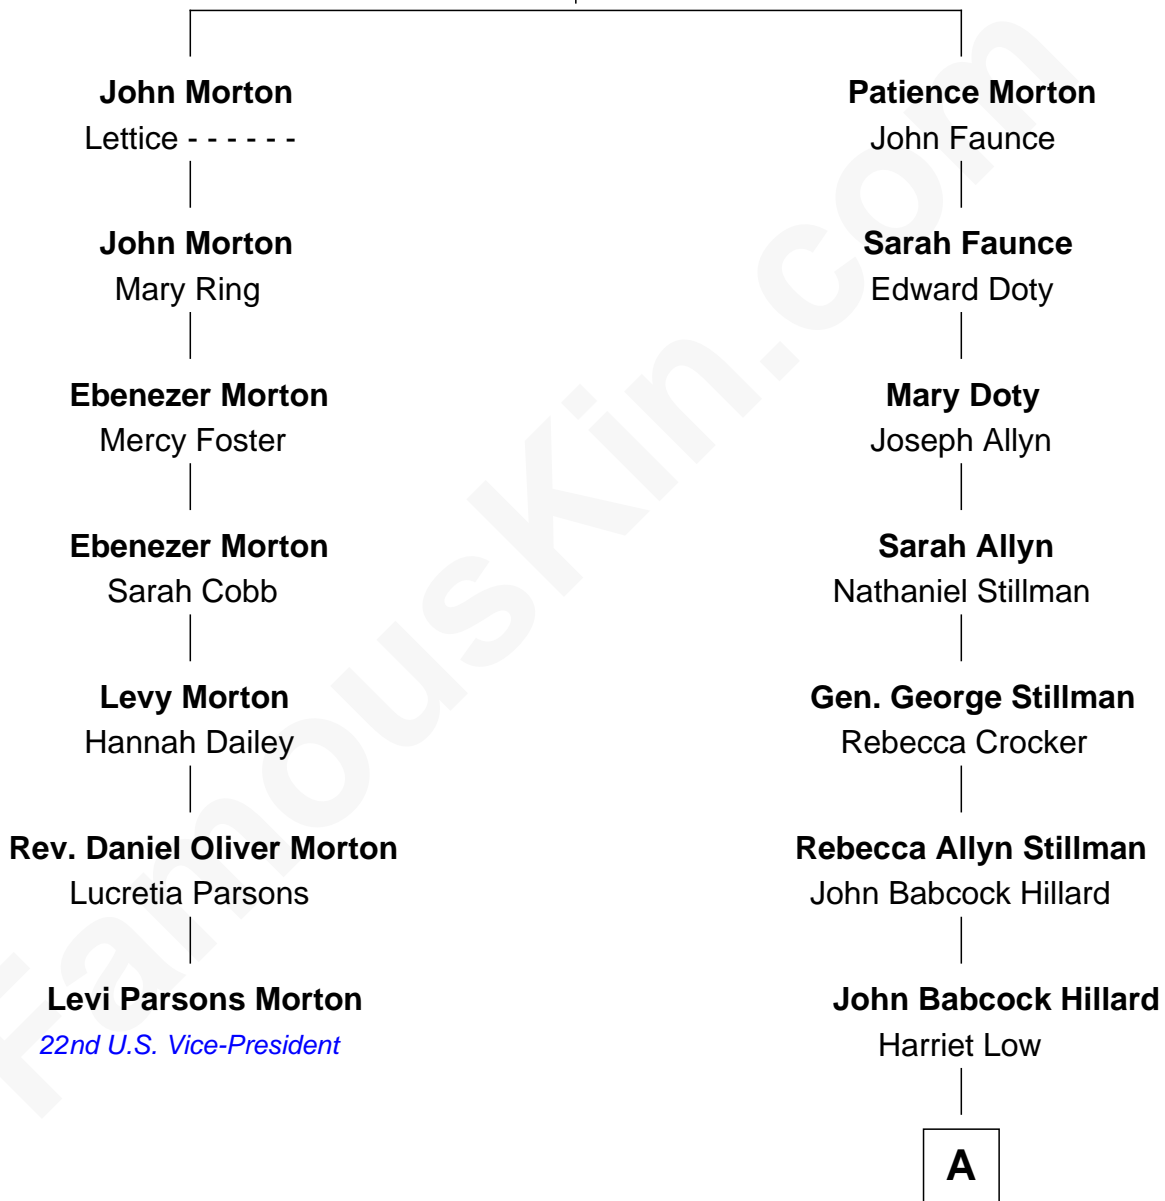 John Morton
Lettice - - - - - -
John Morton
Mary Ring
Ebenezer Morton
Mercy Foster
Ebenezer Morton
Sarah Cobb
Levy Morton
Hannah Dailey
Rev. Daniel Oliver Morton
Lucretia Parsons
Levi Parsons Morton
22nd U.S. Vice-President
Patience Morton
John Faunce
Sarah Faunce
Edward Doty
Mary Doty
Joseph Allyn
Sarah Allyn
Nathaniel Stillman
Gen. George Stillman
Rebecca Crocker
Rebecca Allyn Stillman
John Babcock Hillard
John Babcock Hillard
Harriet Low
A
FamousKin.com